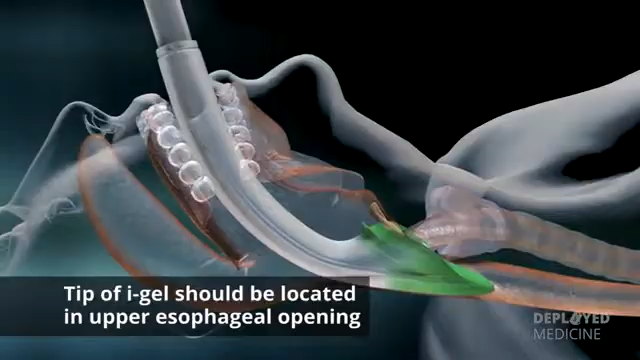 Tip of i-gel should be located
in upper esophageal opening
DEPLOYED
MEDICINE